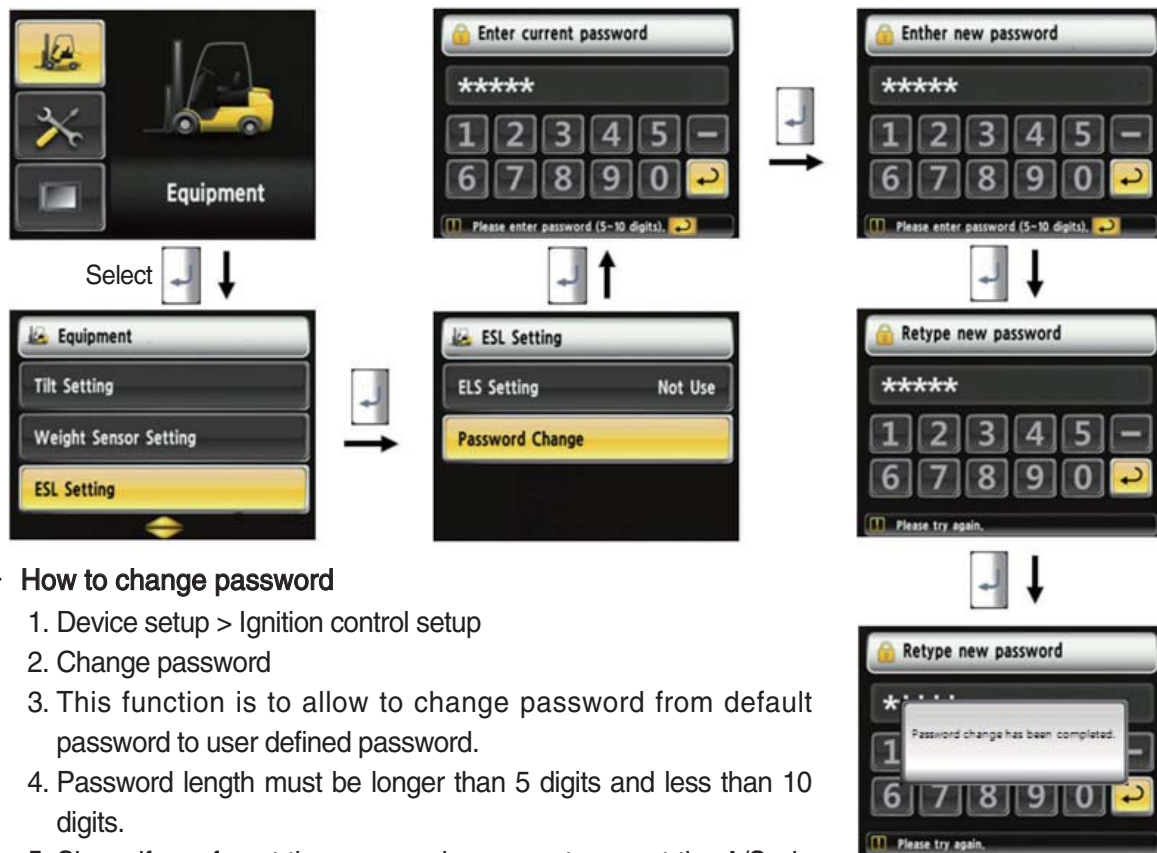 Equipment
Select
Equipment
Tilt Setting
Weight Sensor Setting
ESL Setting
ESL Setting
ELS Setting Not Use
Password Change
Enter current password
*****
1 2 3 4 5 -
6 7 8 9 0
Please enter password (5~10 digits).
Enther new password
*****
1 2 3 4 5 -
6 7 8 9 0
Please enter password (5~10 digits).
Retype new password
*****
1 2 3 4 5 -
6 7 8 9 0
Please try again.
Retype new password
*
Password change has been completed.
1 -
6 7 8 9 0
Please try again.
How to change password
1. Device setup > Ignition control setup
2. Change password
3. This function is to allow to change password from default
password to user defined password.
4. Password length must be longer than 5 digits and less than 10
digits.